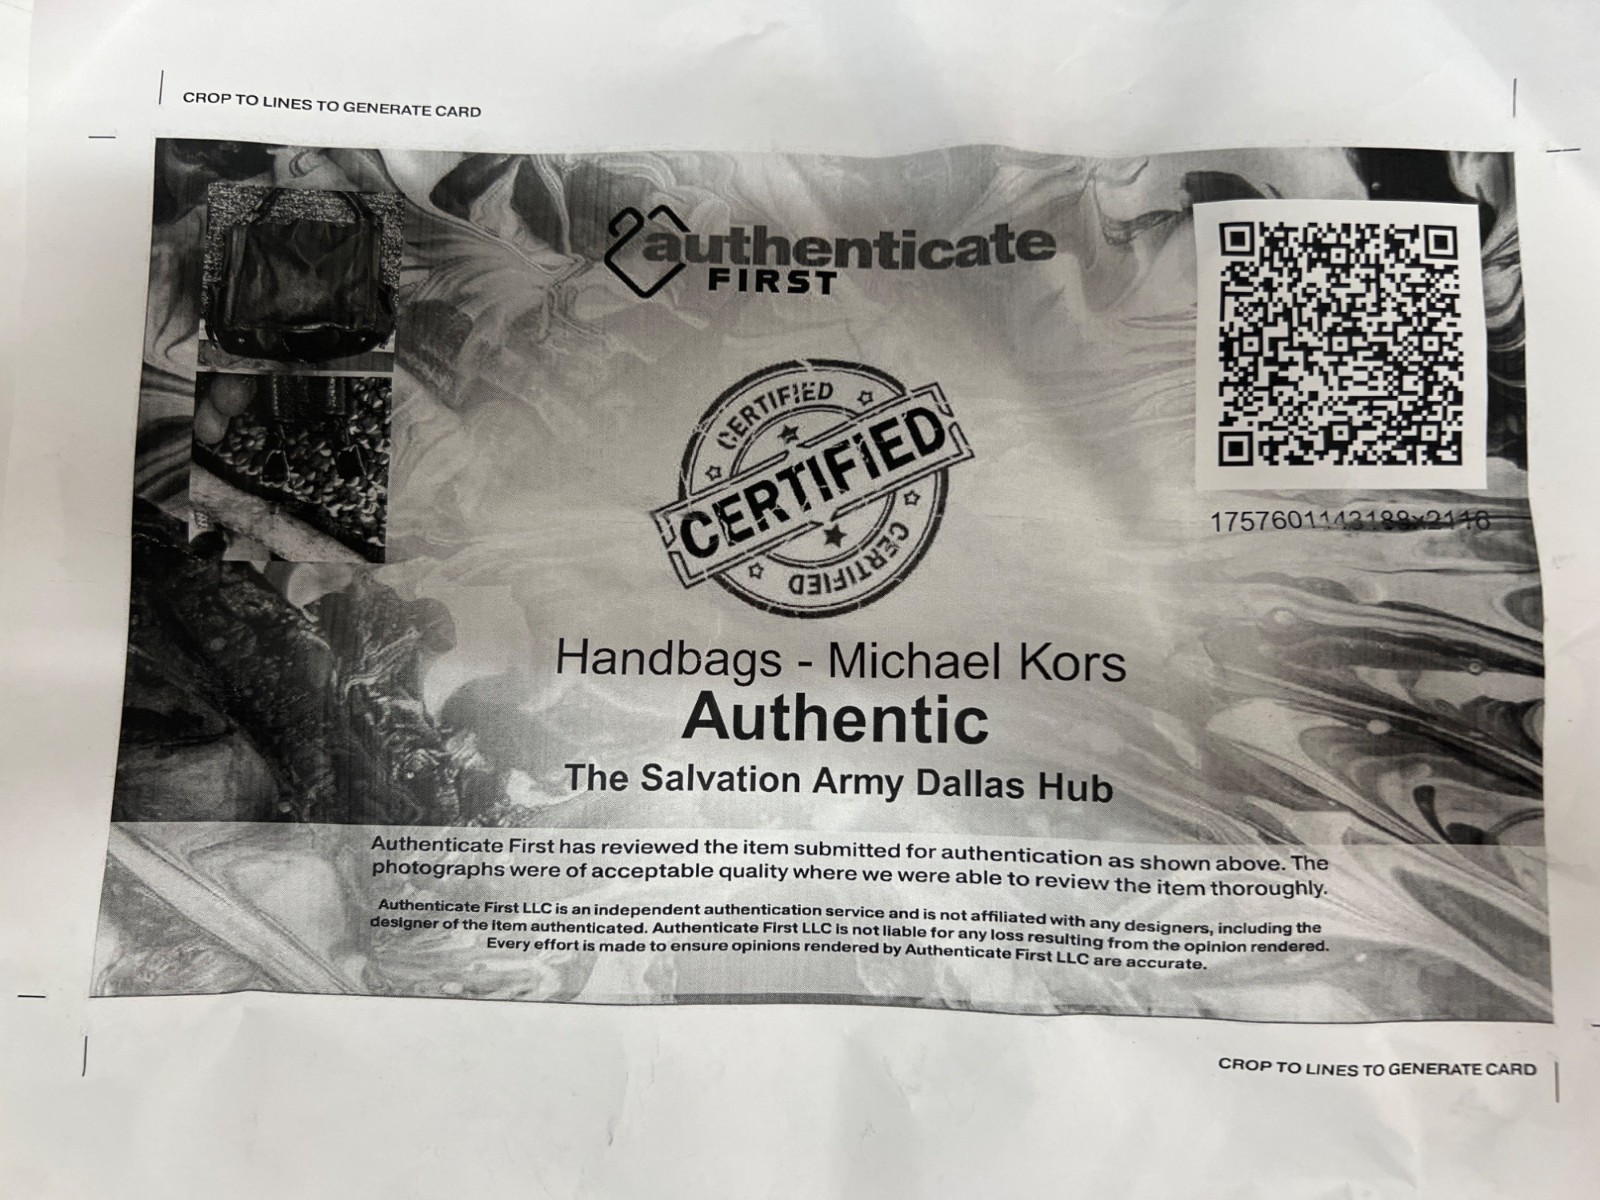 CROP TO LINES TO GENERATE CARD
authenticate
FIRST
CERTIFIED
CERTIFIED
CERTIFIED
1757601143188x2116
Handbags - Michael Kors
Authentic
The Salvation Army Dallas Hub
Authenticate First has reviewed the item submitted for authentication as shown above. The
photographs were of acceptable quality where we were able to review the item thoroughly.
Authenticate First LLC is an independent authentication service and is not affiliated with any designers, including the
designer of the item authenticated. Authenticate First LLC is not liable for any loss resulting from the opinion rendered.
Every effort is made to ensure opinions rendered by Authenticate First LLC are accurate.
CROP TO LINES TO GENERATE CARD